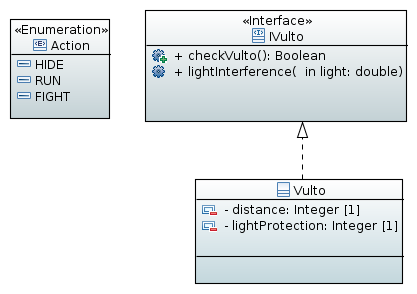 «Enumeration»
Action
HIDE
RUN
FIGHT
«Interface»
IVulto
+ checkVulto(): Boolean
+ lightInterference(  in light: double)
Vulto
- distance: Integer [1]
- lightProtection: Integer [1]